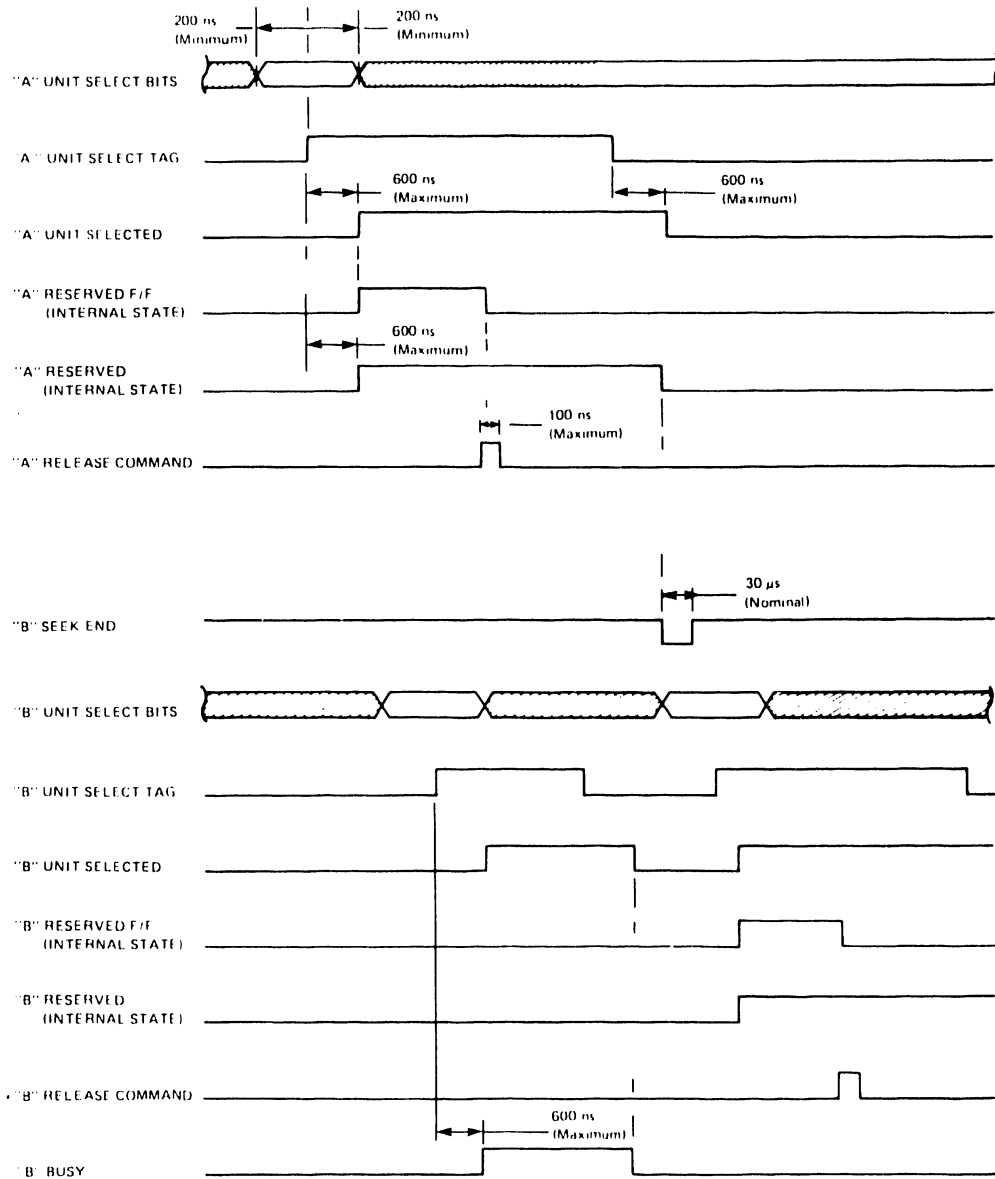 200 ns
(Minimum)
200 ns
(Minimum)
"A" UNIT SELECT BITS
"A" UNIT SELECT TAG
600 ns
(Maximum)
600 ns
(Maximum)
"A" UNIT SELECTED
"A" RESERVED F/F
(INTERNAL STATE)
600 ns
(Maximum)
"A" RESERVED
(INTERNAL STATE)
100 ns
(Maximum)
"A" RELEASE COMMAND
30 µs
(Nominal)
"B" SEEK END
"B" UNIT SELECT BITS
"B" UNIT SELECT TAG
"B" UNIT SELECTED
"B" RESERVED F/F
(INTERNAL STATE)
"B" RESERVED
(INTERNAL STATE)
"B" RELEASE COMMAND
600 ns
(Maximum)
"B" BUSY